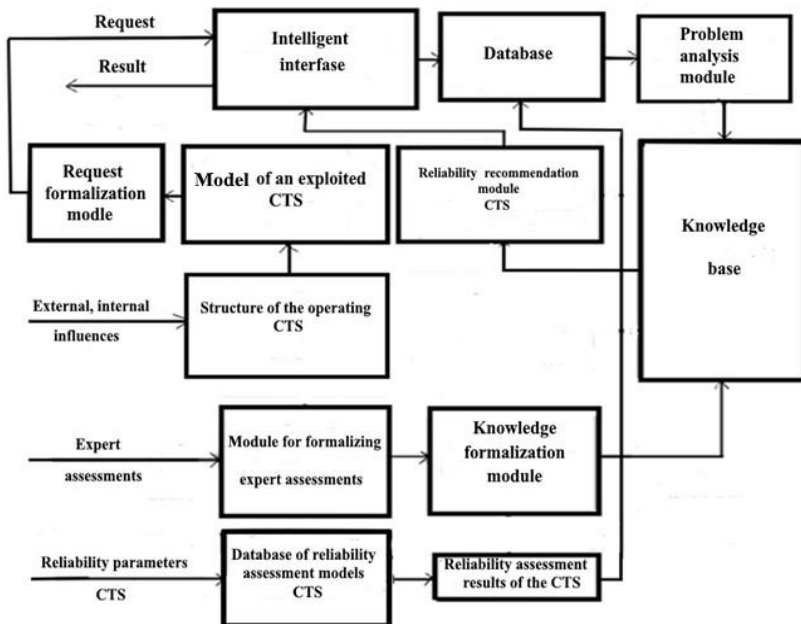 Request
Result
Intelligent
interfase
Database
Problem
analysis
module
Request
formalization
modle
Model of an exploited
CTS
Reliability recommendation
module
CTS
Knowledge
base
External, internal
influences
Structure of the operating
CTS
Expert
assessments
Module for formalizing
expert assessments
Knowledge
formalization
module
Reliability parameters
CTS
Database of reliability
assessment models
CTS
Reliability assessment
results of the CTS